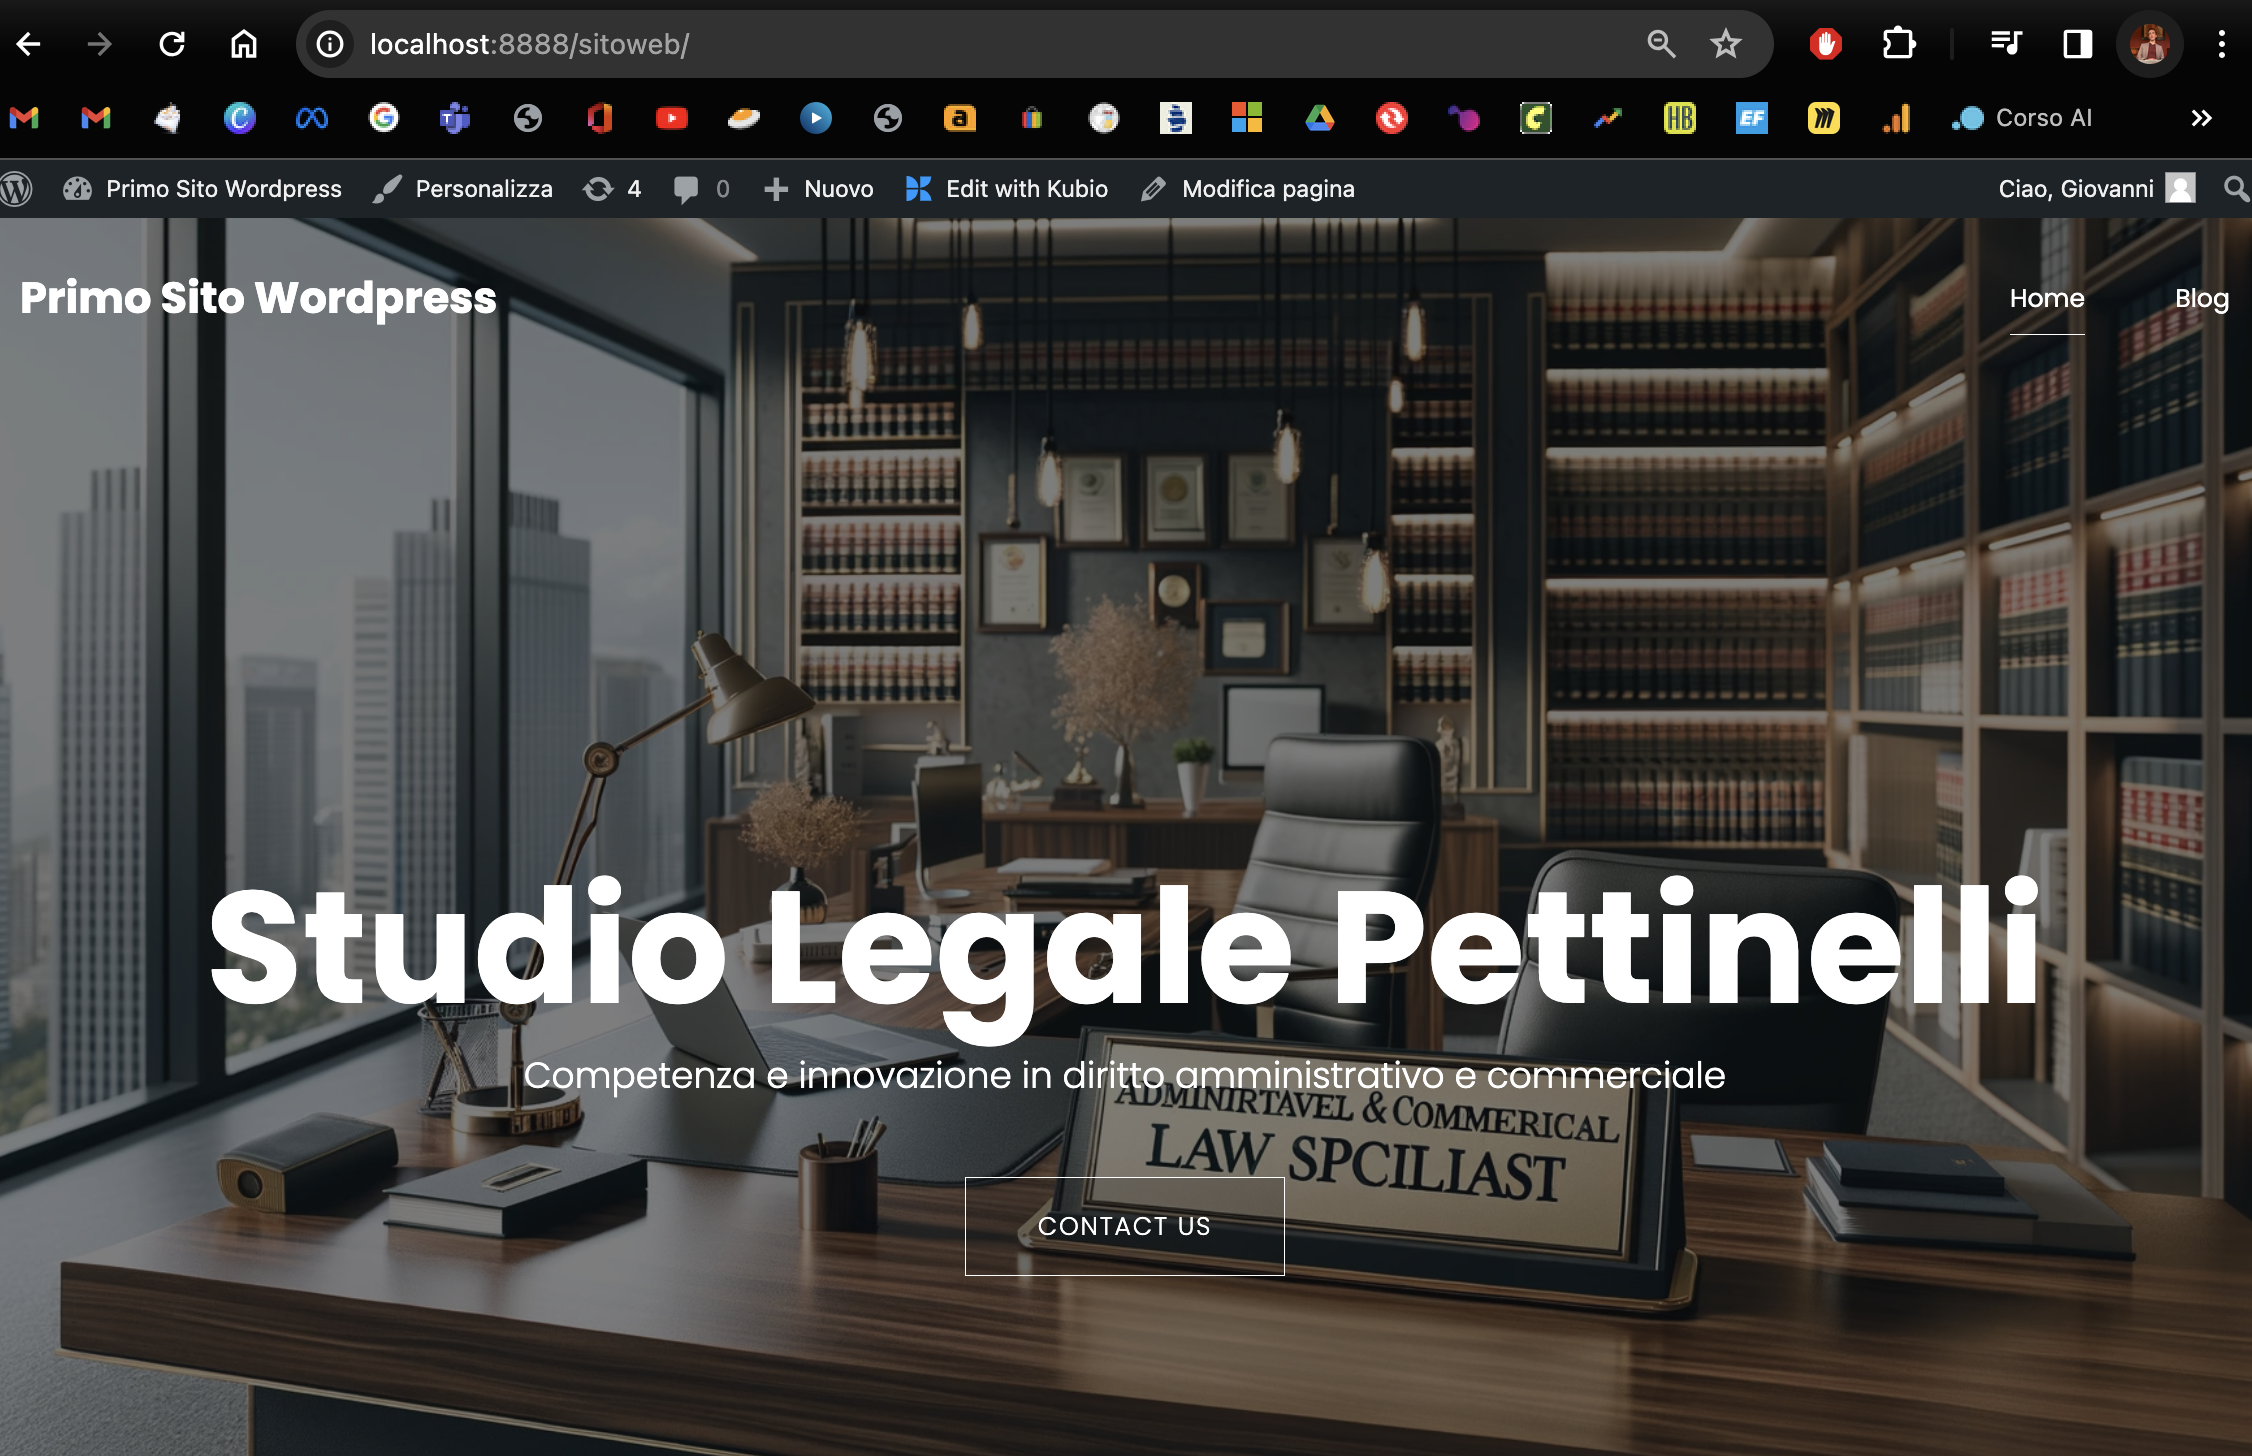 localhost:8888/sitoweb/
Corso AI
Primo Sito Wordpress Personalizza 4 0 Nuovo Edit with Kubio Modifica pagina Ciao, Giovanni
Primo Sito Wordpress
Home Blog
Studio Legale Pettinelli
Competenza e innovazione in diritto amministrativo e commerciale
ADMINIRTAVEL & COMMERICAL
LAW SPCILIAST
CONTACT US